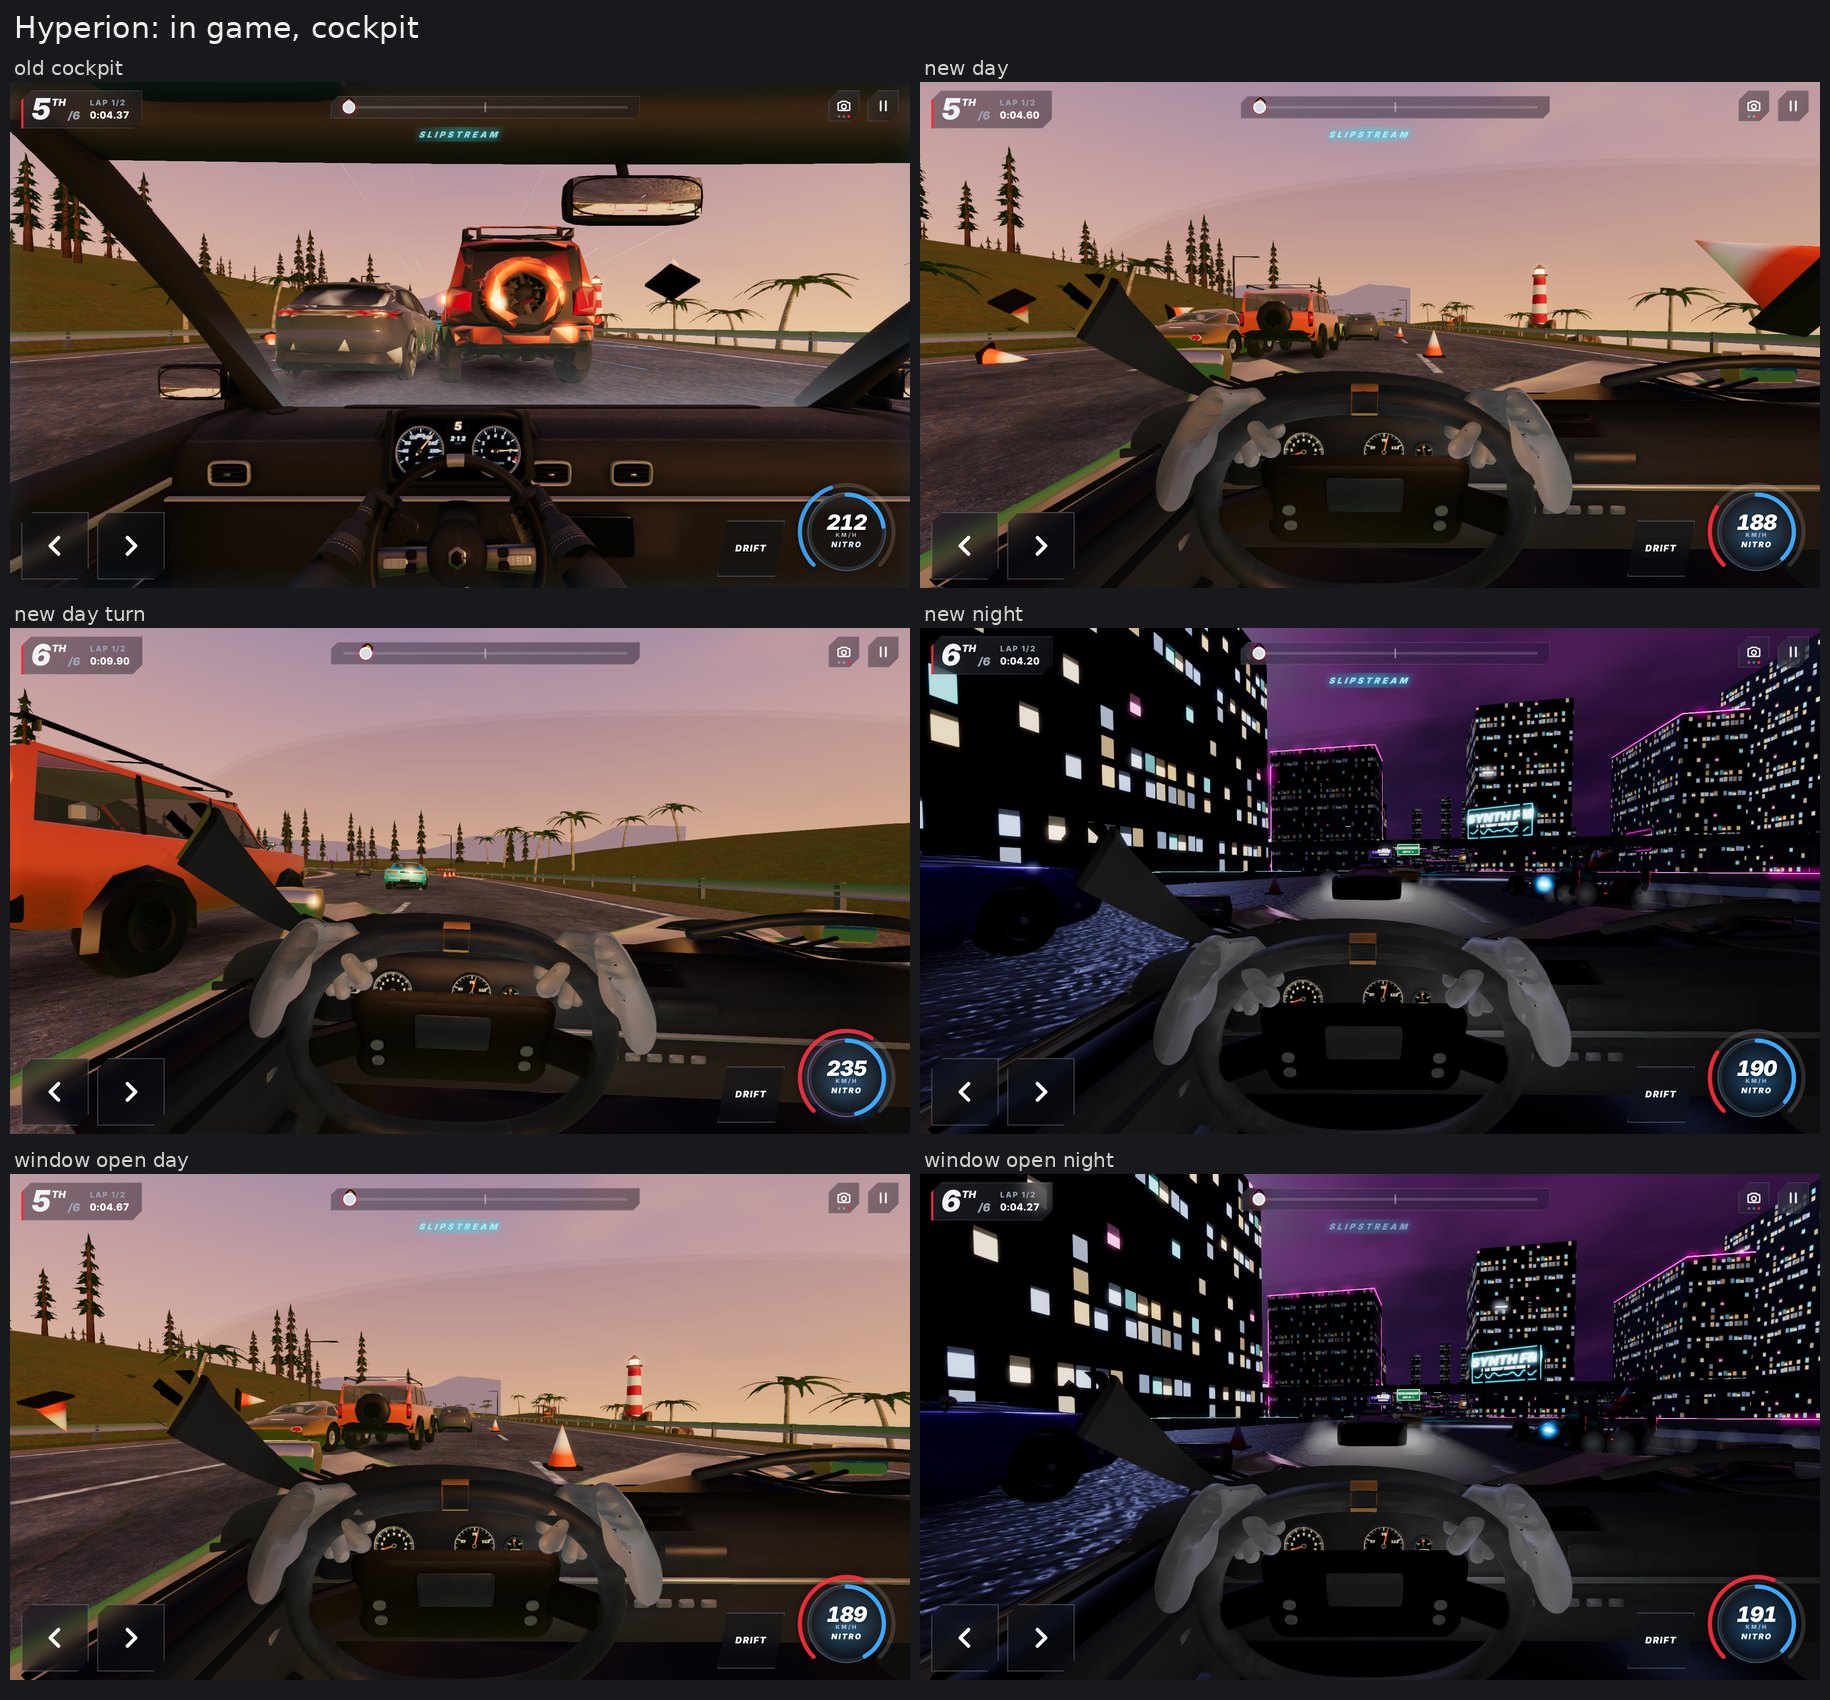 Hyperion: in game, cockpit
old cockpit
5TH /6 LAP 1/2 0:04.37
SLIPSTREAM
5
212
DRIFT
212 KM/H NITRO
new day
5TH /6 LAP 1/2 0:04.60
SLIPSTREAM
DRIFT
188 KM/H NITRO
new day turn
6TH /6 LAP 1/2 0:09.90
DRIFT
235 KM/H NITRO
new night
6TH /6 LAP 1/2 0:04.20
SLIPSTREAM
DRIFT
190 KM/H NITRO
window open day
5TH /6 LAP 1/2 0:04.67
SLIPSTREAM
DRIFT
189 KM/H NITRO
window open night
6TH /6 LAP 1/2 0:04.27
SLIPSTREAM
DRIFT
191 KM/H NITRO